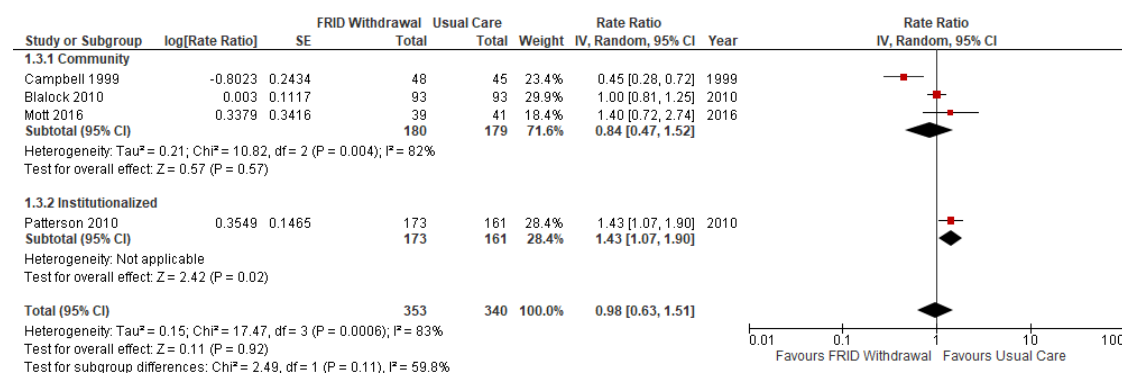 FRID Withdrawal Usual Care Rate Ratio Rate Ratio
Study or Subgroup log[Rate Ratio] SE Total Total Weight IV, Random, 95% CI Year IV, Random, 95% CI
1.3.1 Community
Campbell 1999 -0.8023 0.2434 48 45 23.4% 0.45 [0.28, 0.72] 1999
Blalock 2010 0.003 0.1117 93 93 29.9% 1.00 [0.81, 1.25] 2010
Mott 2016 0.3379 0.3416 39 41 18.4% 1.40 [0.72, 2.74] 2016
Subtotal (95% CI) 180 179 71.6% 0.84 [0.47, 1.52]
Heterogeneity: Tau² = 0.21; Chi² = 10.82, df = 2 (P = 0.004); I² = 82%
Test for overall effect: Z = 0.57 (P = 0.57)
1.3.2 Institutionalized
Patterson 2010 0.3549 0.1465 173 161 28.4% 1.43 [1.07, 1.90] 2010
Subtotal (95% CI) 173 161 28.4% 1.43 [1.07, 1.90]
Heterogeneity: Not applicable
Test for overall effect: Z = 2.42 (P = 0.02)
Total (95% CI) 353 340 100.0% 0.98 [0.63, 1.51]
Heterogeneity: Tau² = 0.15; Chi² = 17.47, df = 3 (P = 0.0006); I² = 83%
Test for overall effect: Z = 0.11 (P = 0.92)
Test for subgroup differences: Chi² = 2.49, df = 1 (P = 0.11), I² = 59.8%
0.01 0.1 1 10 100
Favours FRID Withdrawal Favours Usual Care